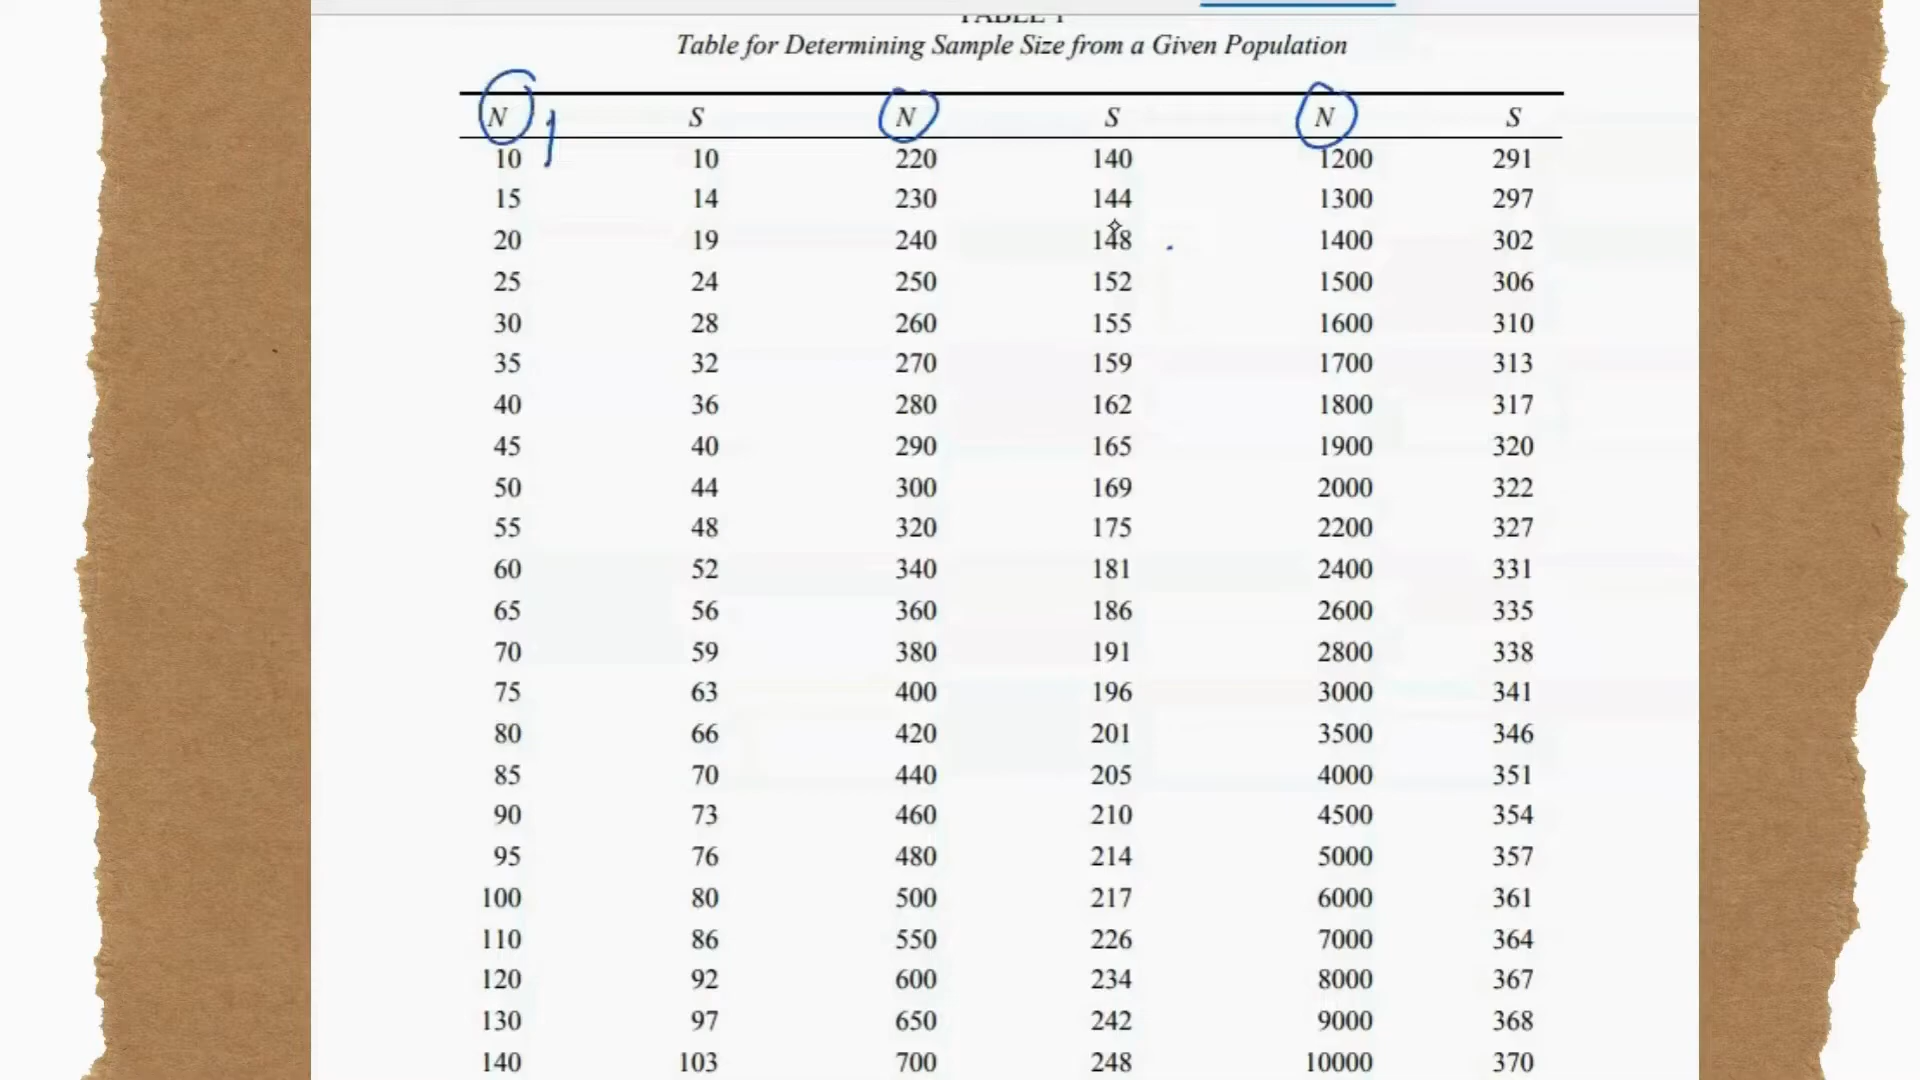 TABLE 1
Table for Determining Sample Size from a Given Population
N S N S N S
10 10 220 140 1200 291
15 14 230 144 1300 297
20 19 240 148 1400 302
25 24 250 152 1500 306
30 28 260 155 1600 310
35 32 270 159 1700 313
40 36 280 162 1800 317
45 40 290 165 1900 320
50 44 300 169 2000 322
55 48 320 175 2200 327
60 52 340 181 2400 331
65 56 360 186 2600 335
70 59 380 191 2800 338
75 63 400 196 3000 341
80 66 420 201 3500 346
85 70 440 205 4000 351
90 73 460 210 4500 354
95 76 480 214 5000 357
100 80 500 217 6000 361
110 86 550 226 7000 364
120 92 600 234 8000 367
130 97 650 242 9000 368
140 103 700 248 10000 370